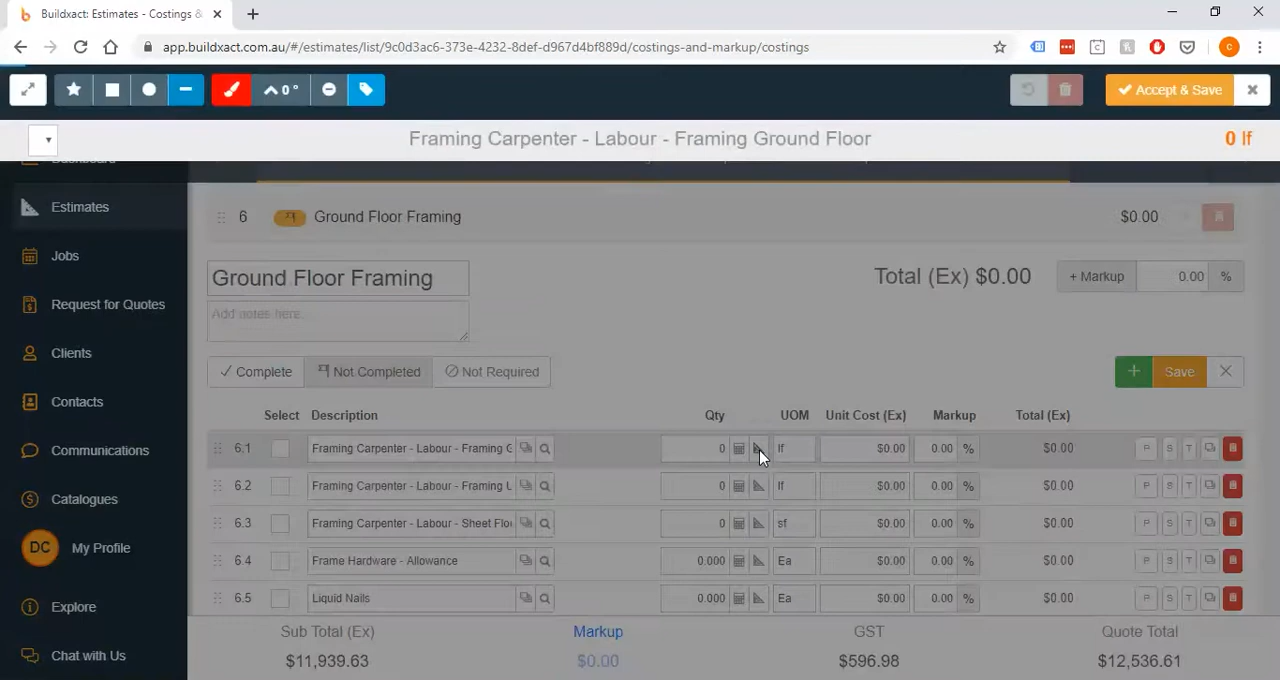 Buildxact: Estimates - Costings &
app.buildxact.com.au/#/estimates/list/9c0d3ac6-373e-4232-8def-d967d4bf889d/costings-and-markup/costings
C
0°
Accept & Save
Framing Carpenter - Labour - Framing Ground Floor
0 lf
Dashboard
Estimates
Jobs
Request for Quotes
Clients
Contacts
Communications
Catalogues
DC My Profile
Explore
Chat with Us
6 Ground Floor Framing $0.00
Ground Floor Framing
Total (Ex) $0.00 + Markup 0.00 %
Add notes here.
Complete Not Completed Not Required + Save
Select Description Qty UOM Unit Cost (Ex) Markup Total (Ex)
6.1 Framing Carpenter - Labour - Framing G 0 lf $0.00 0.00 % $0.00 P S T
6.2 Framing Carpenter - Labour - Framing U 0 lf $0.00 0.00 % $0.00 P S T
6.3 Framing Carpenter - Labour - Sheet Floo 0 sf $0.00 0.00 % $0.00 P S T
6.4 Frame Hardware - Allowance 0.000 Ea $0.00 0.00 % $0.00 P S T
6.5 Liquid Nails 0.000 Ea $0.00 0.00 % $0.00 P S T
Sub Total (Ex) Markup GST Quote Total
$11,939.63 $0.00 $596.98 $12,536.61